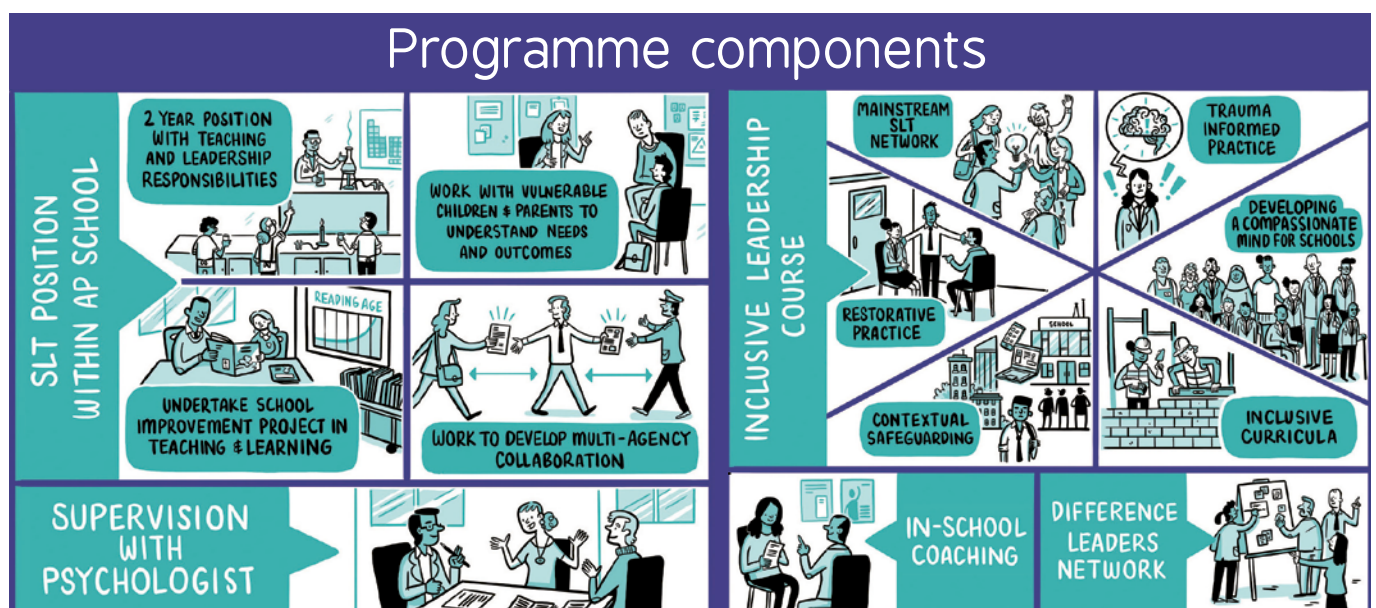 Programme components
SLT POSITION
WITHIN AP SCHOOL
2 YEAR POSITION
WITH TEACHING
AND LEADERSHIP
RESPONSIBILITIES
WORK WITH VULNERABLE
CHILDREN & PARENTS TO
UNDERSTAND NEEDS
AND OUTCOMES
READING AGE
UNDERTAKE SCHOOL
IMPROVEMENT PROJECT IN
TEACHING & LEARNING
WORK TO DEVELOP MULTI-AGENCY
COLLABORATION
SUPERVISION
WITH
PSYCHOLOGIST
INCLUSIVE LEADERSHIP
COURSE
MAINSTREAM
SLT
NETWORK
TRAUMA
INFORMED
PRACTICE
DEVELOPING
A COMPASSIONATE
MIND FOR SCHOOLS
RESTORATIVE
PRACTICE
SCHOOL
CONTEXTUAL
SAFEGUARDING
INCLUSIVE
CURRICULA
IN-SCHOOL
COACHING
DIFFERENCE
LEADERS
NETWORK